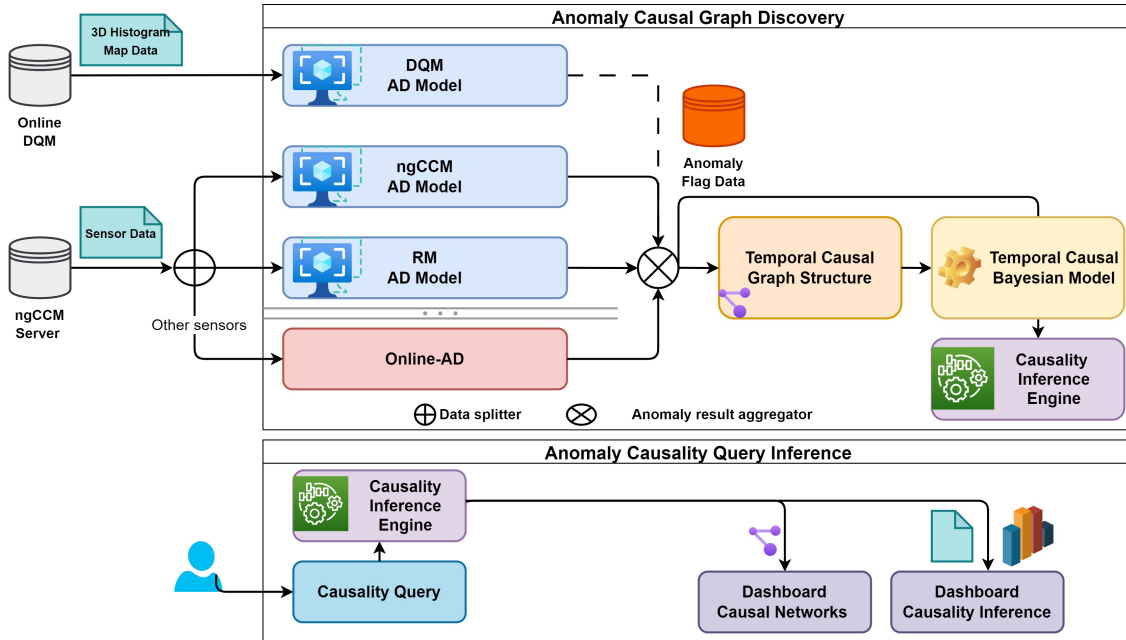 Anomaly Causal Graph Discovery
3D Histogram
Map Data
Online
DQM
DQM
AD Model
Anomaly
Flag Data
ngCCM
AD Model
Sensor Data
ngCCM
Server
RM
AD Model
Temporal Causal
Graph Structure
Temporal Causal
Bayesian Model
Other sensors
Online-AD
Causality
Inference
Engine
Data splitter
Anomaly result aggregator
Anomaly Causality Query Inference
Causality
Inference
Engine
Causality Query
Dashboard
Causal Networks
Dashboard
Causality Inference